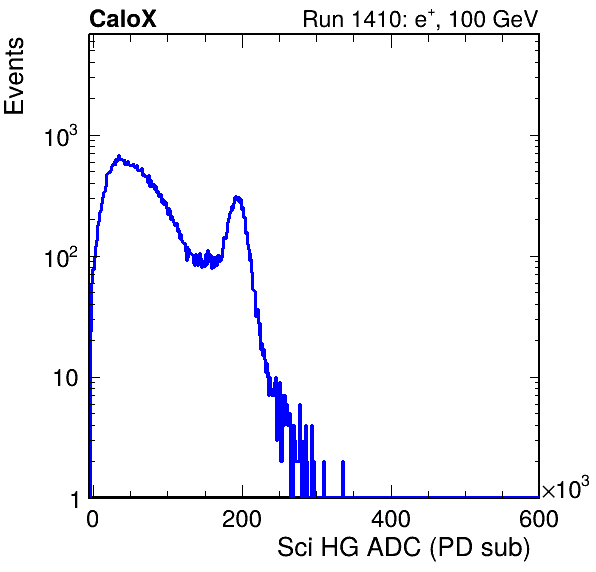 CaloX Run 1410: e⁺, 100 GeV
Events
10³
10²
10
1
0 200 400 600 ×10³
Sci HG ADC (PD sub)